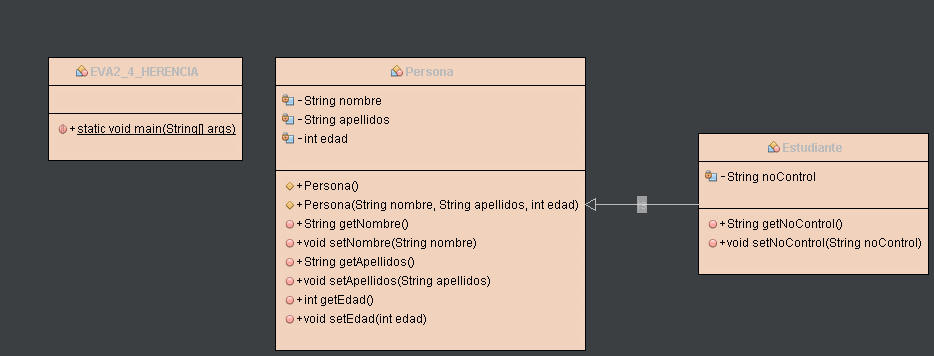 EVA2_4_HERENCIA
+static void main(String[] args)
Persona
-String nombre
-String apellidos
-int edad
+Persona()
+Persona(String nombre, String apellidos, int edad)
+String getNombre()
+void setNombre(String nombre)
+String getApellidos()
+void setApellidos(String apellidos)
+int getEdad()
+void setEdad(int edad)
Estudiante
-String noControl
+String getNoControl()
+void setNoControl(String noControl)